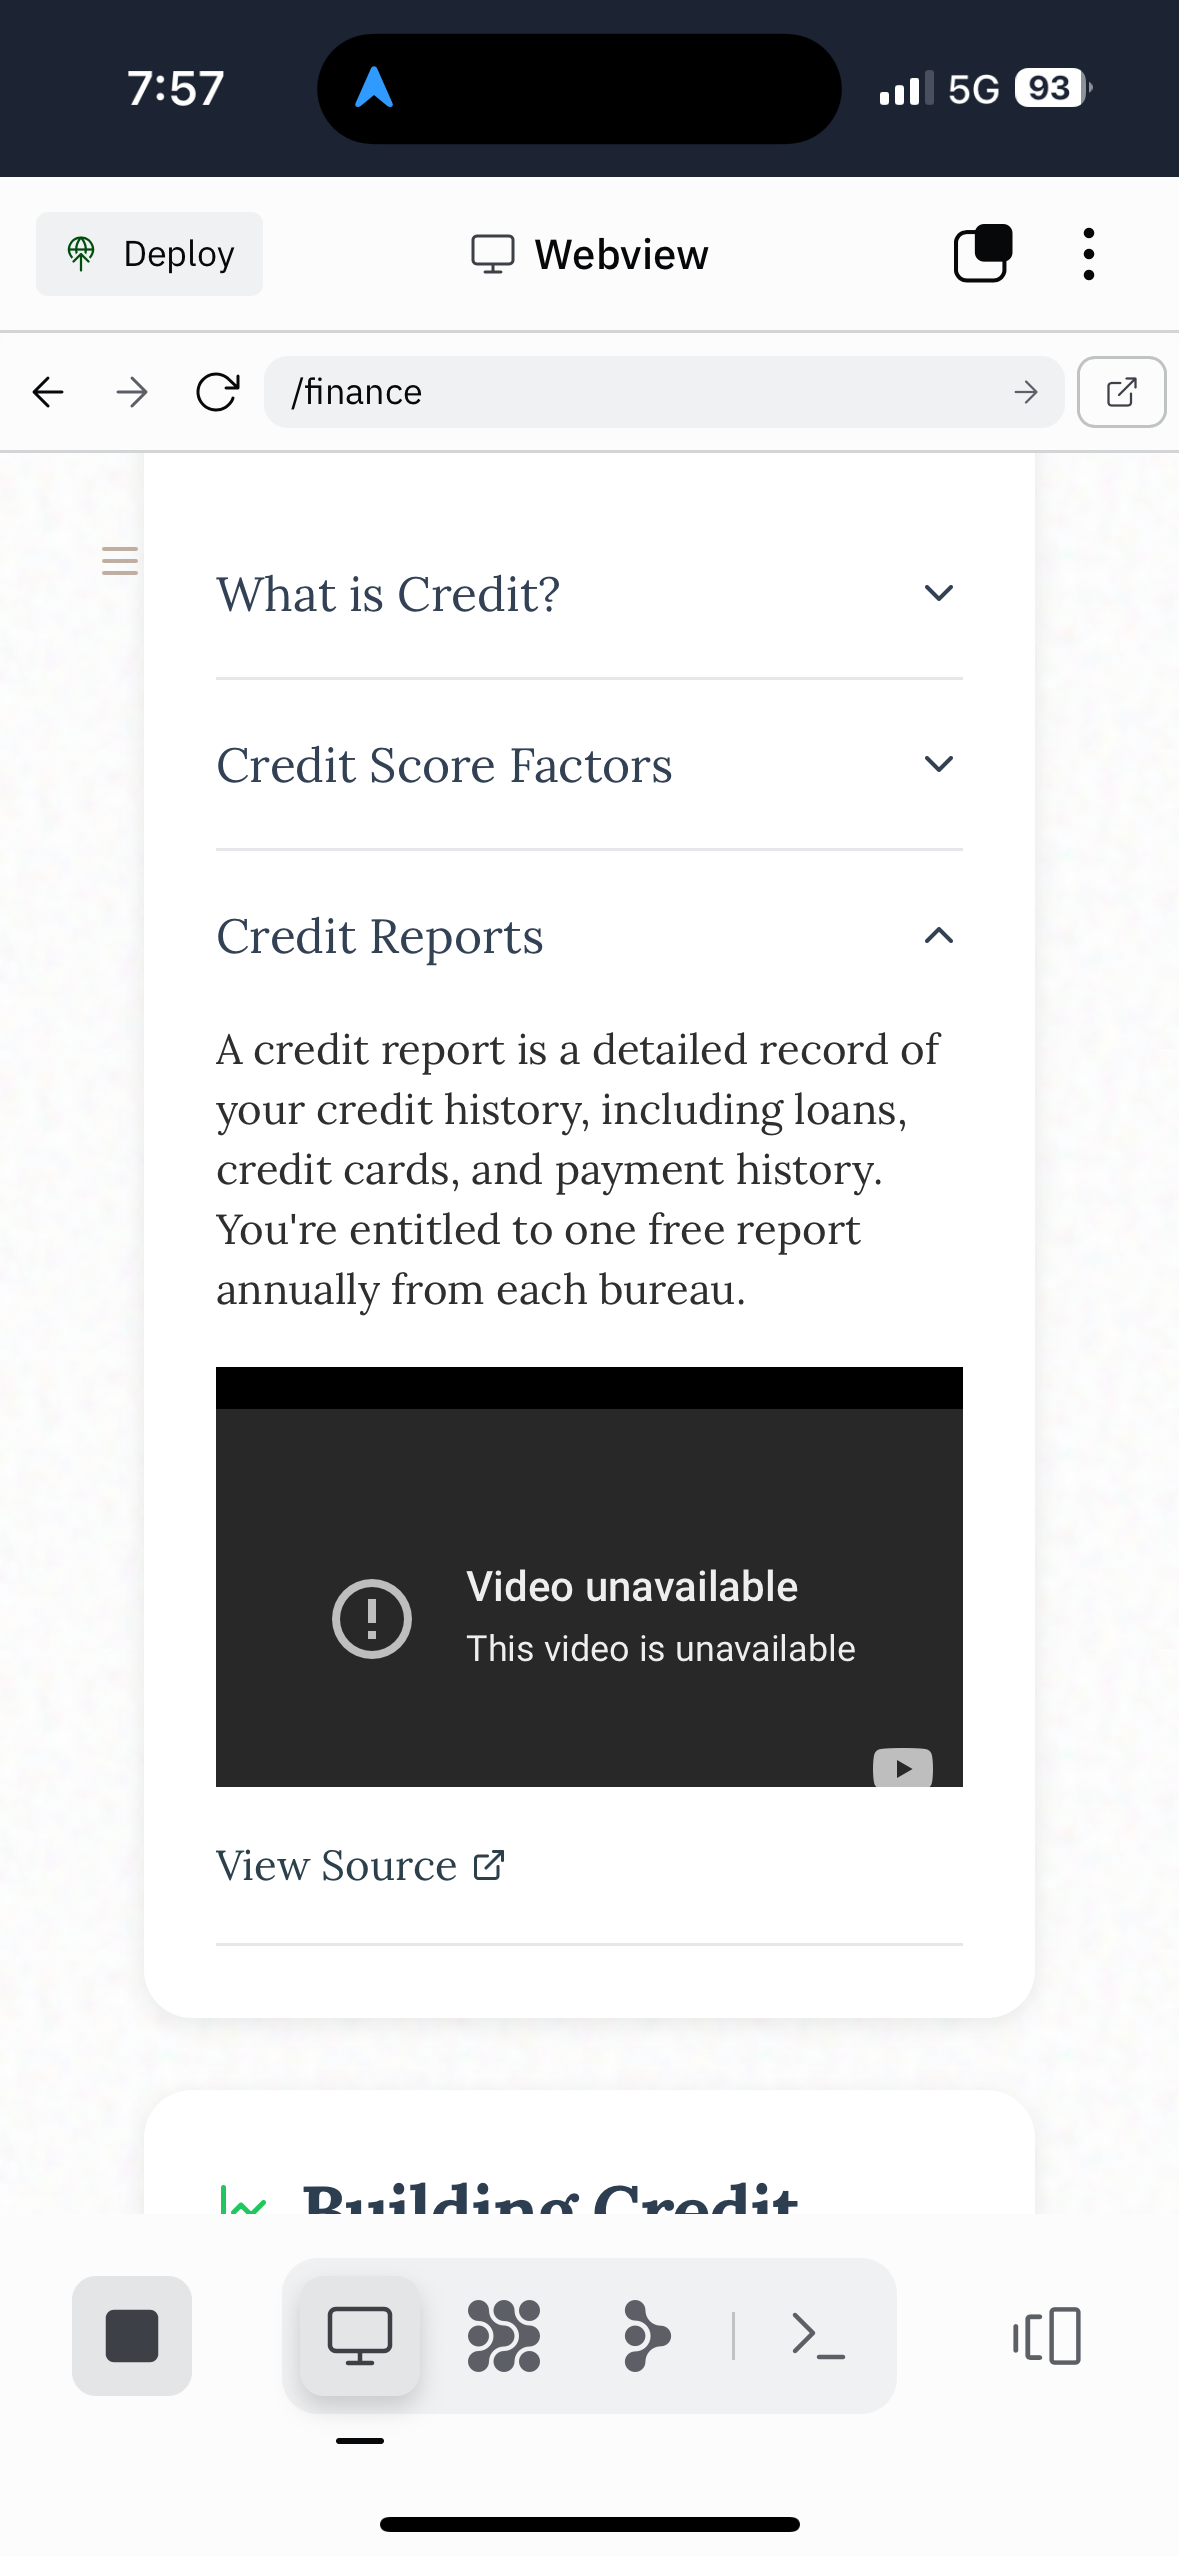 7:57
5G
93
Deploy
Webview
/finance
What is Credit?
Credit Score Factors
Credit Reports
A credit report is a detailed record of
your credit history, including loans,
credit cards, and payment history.
You're entitled to one free report
annually from each bureau.
Video unavailable
This video is unavailable
View Source
Building Credit